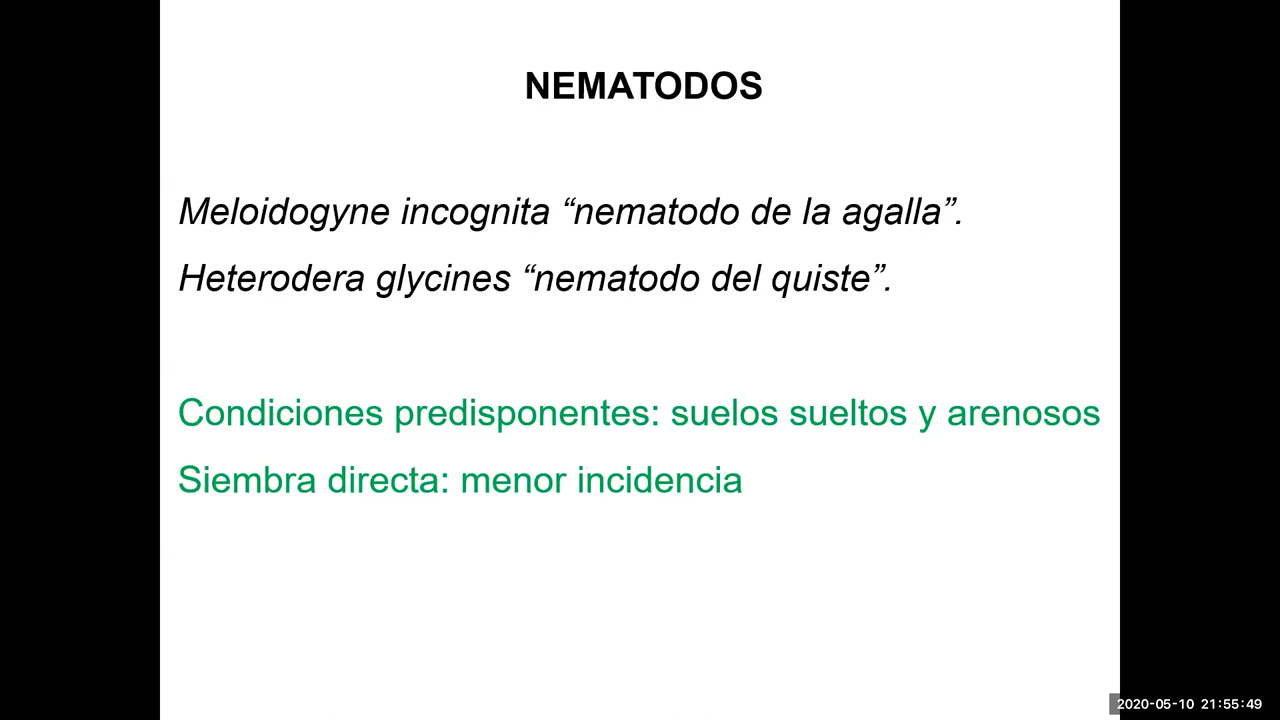 NEMATODOS
Meloidogyne incognita “nematodo de la agalla”.
Heterodera glycines “nematodo del quiste”.
Condiciones predisponentes: suelos sueltos y arenosos
Siembra directa: menor incidencia
2020-05-10 21:55:49